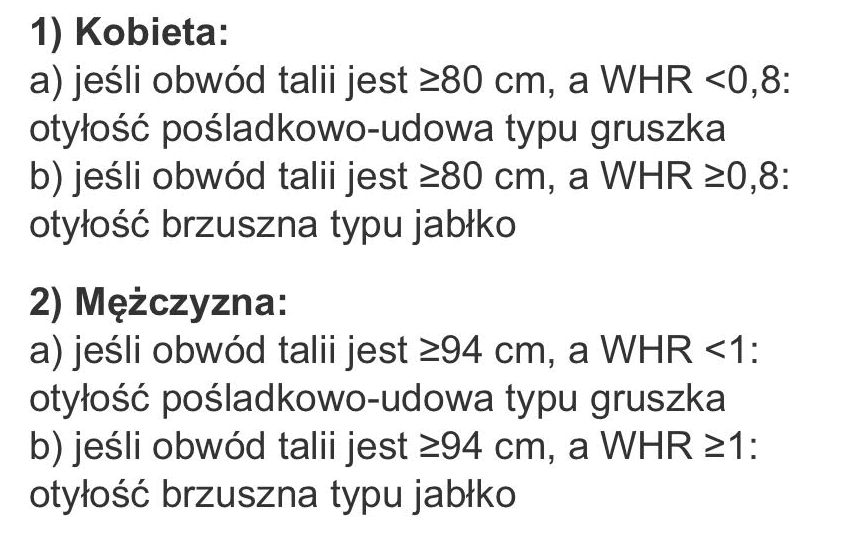 1) Kobieta:
a) jeśli obwód talii jest ≥80 cm, a WHR <0,8:
otyłość pośladkowo-udowa typu gruszka
b) jeśli obwód talii jest ≥80 cm, a WHR ≥0,8:
otyłość brzuszna typu jabłko
2) Mężczyzna:
a) jeśli obwód talii jest ≥94 cm, a WHR <1:
otyłość pośladkowo-udowa typu gruszka
b) jeśli obwód talii jest ≥94 cm, a WHR ≥1:
otyłość brzuszna typu jabłko